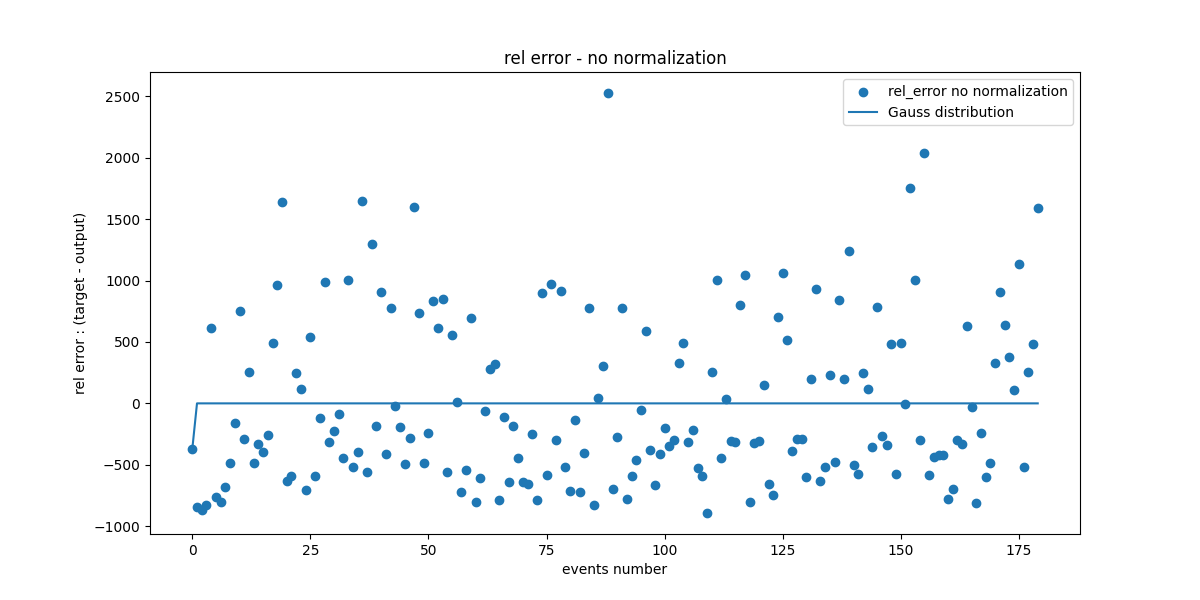 rel error - no normalization
rel_error no normalization
Gauss distribution
rel error : (target - output)
2500
2000
1500
1000
500
0
−500
−1000
0 25 50 75 100 125 150 175
events number